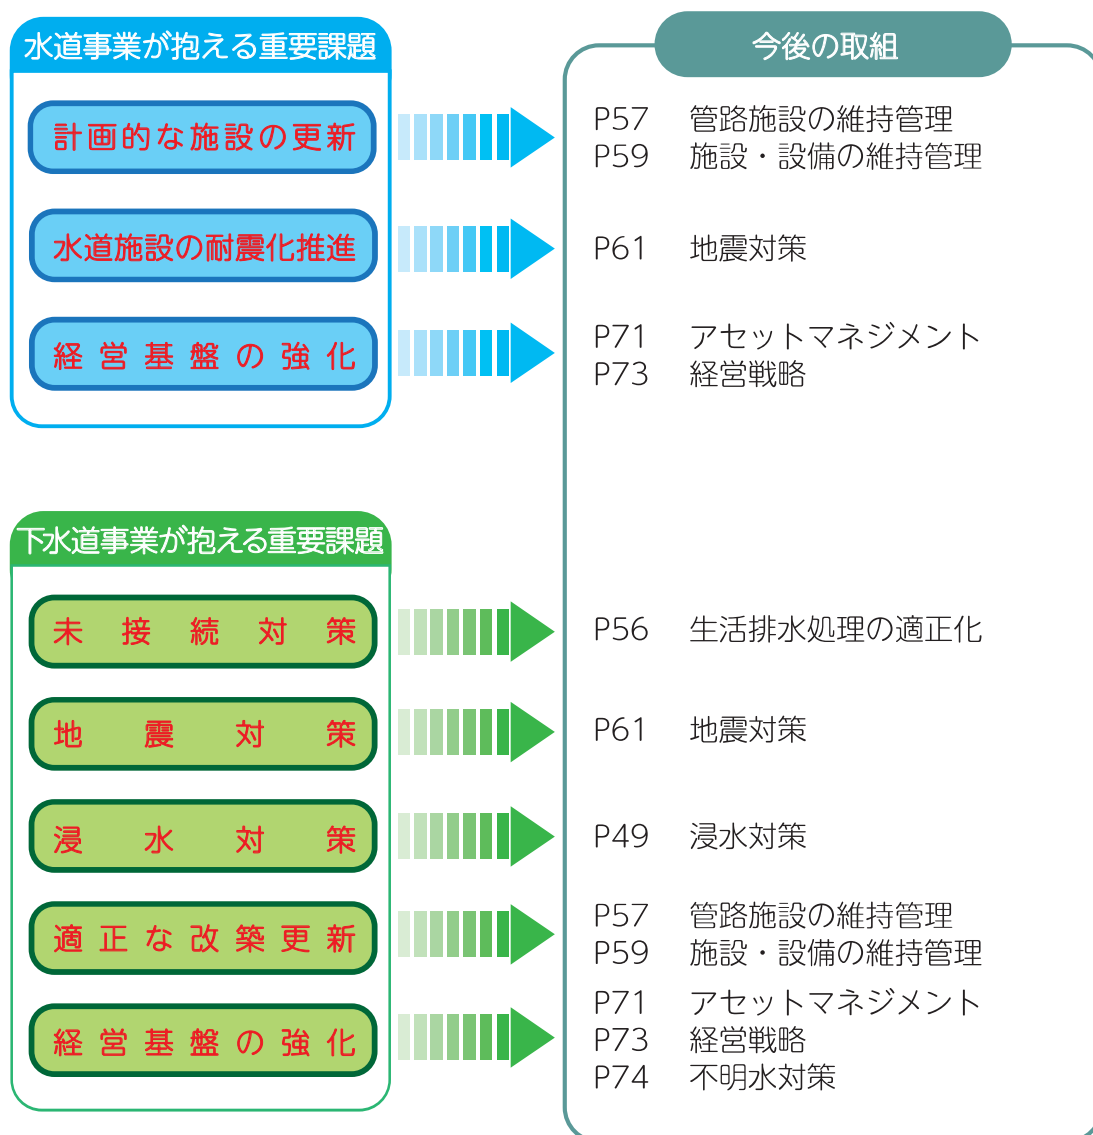 水道事業が抱える重要課題
今後の取組
計画的な施設の更新
P57 管路施設の維持管理
P59 施設・設備の維持管理
水道施設の耐震化推進
P61 地震対策
経営基盤の強化
P71 アセットマネジメント
P73 経営戦略
下水道事業が抱える重要課題
未接続対策
P56 生活排水処理の適正化
地震対策
P61 地震対策
浸水対策
P49 浸水対策
適正な改築更新
P57 管路施設の維持管理
P59 施設・設備の維持管理
経営基盤の強化
P71 アセットマネジメント
P73 経営戦略
P74 不明水対策